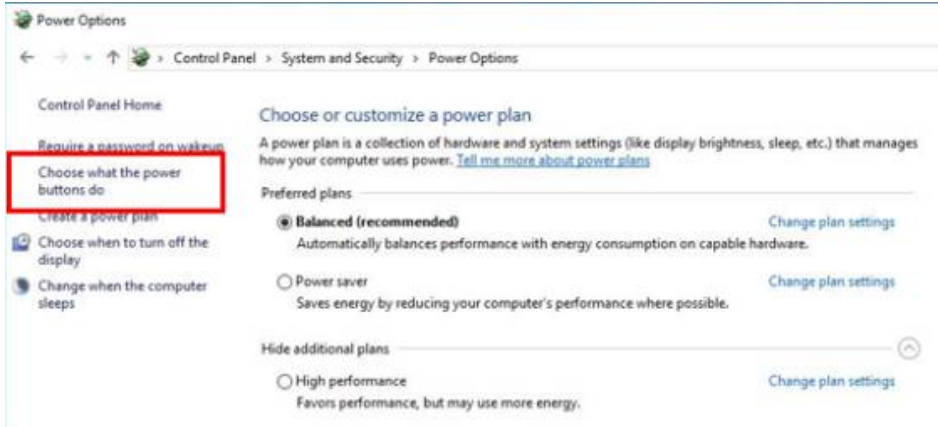 Power Options
Control Panel > System and Security > Power Options
Control Panel Home
Require a password on wakeup
Choose what the power
buttons do
Create a power plan
Choose when to turn off the
display
Change when the computer
sleeps
Choose or customize a power plan
A power plan is a collection of hardware and system settings (like display brightness, sleep, etc.) that manages
how your computer uses power. Tell me more about power plans
Preferred plans
Balanced (recommended) Change plan settings
Automatically balances performance with energy consumption on capable hardware.
Power saver Change plan settings
Saves energy by reducing your computer's performance where possible.
Hide additional plans
High performance Change plan settings
Favors performance, but may use more energy.